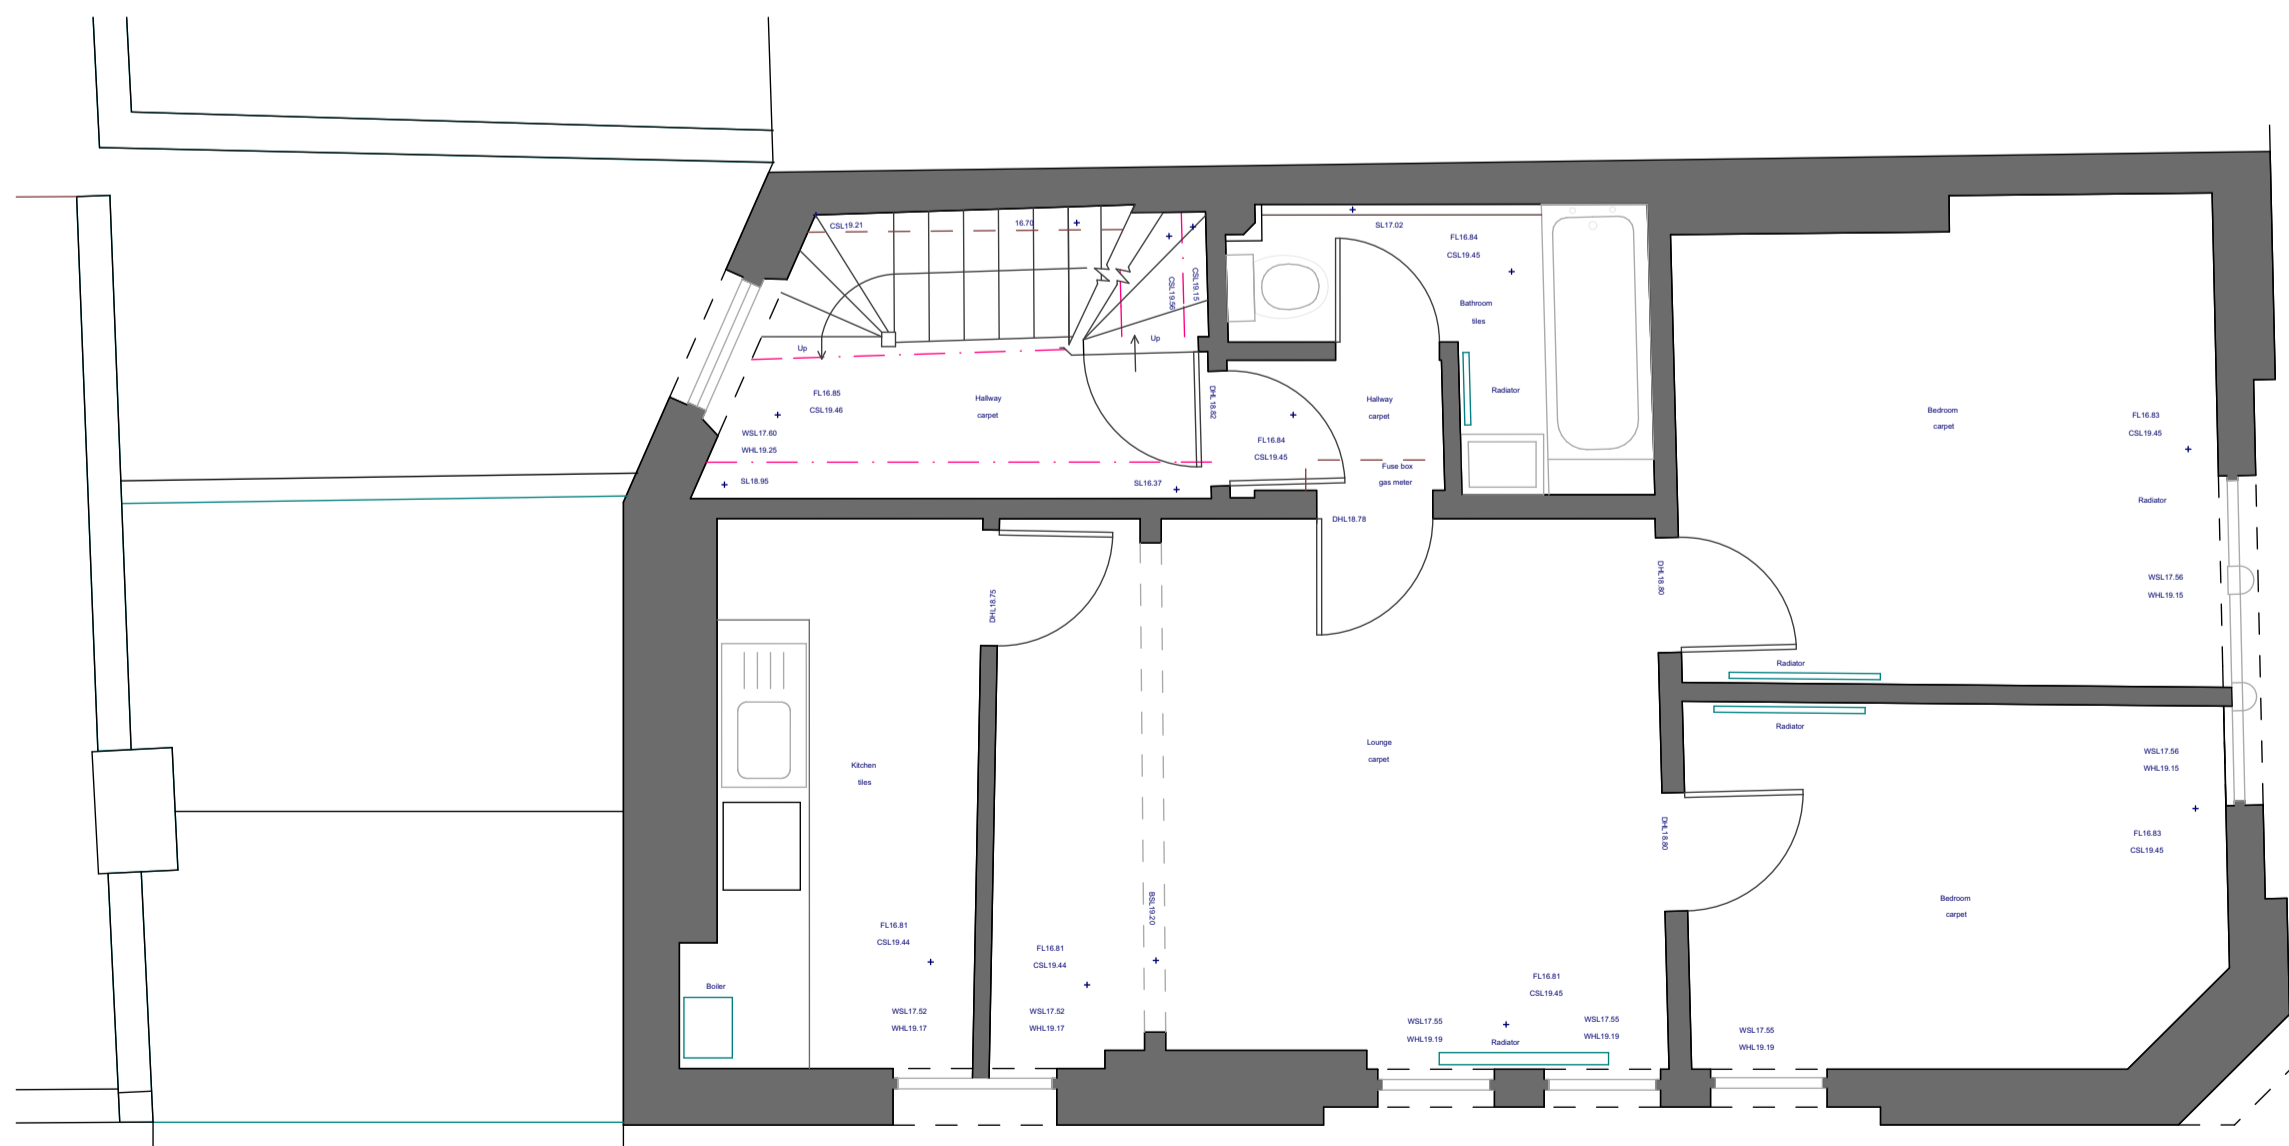 CSL19.21
16.70
CSL19.15
CSL19.56
Up
Up
FL16.85
CSL19.46
Hallway
carpet
WSL17.60
WHL19.25
SL18.95
SL16.37
DHL18.82
SL17.02
FL16.84
CSL19.45
Bathroom
tiles
Radiator
Hallway
carpet
FL16.84
CSL19.45
Fuse box
gas meter
DHL18.78
Bedroom
carpet
FL16.83
CSL19.45
Radiator
WSL17.56
WHL19.15
DHL18.80
Radiator
Radiator
DHL18.75
Kitchen
tiles
Lounge
carpet
WSL17.56
WHL19.15
FL16.83
CSL19.45
DHL18.80
Bedroom
carpet
BSL19.20
FL16.81
CSL19.44
FL16.81
CSL19.44
Boiler
WSL17.52
WHL19.17
WSL17.52
WHL19.17
FL16.81
CSL19.45
WSL17.55
WHL19.19
Radiator
WSL17.55
WHL19.19
WSL17.55
WHL19.19